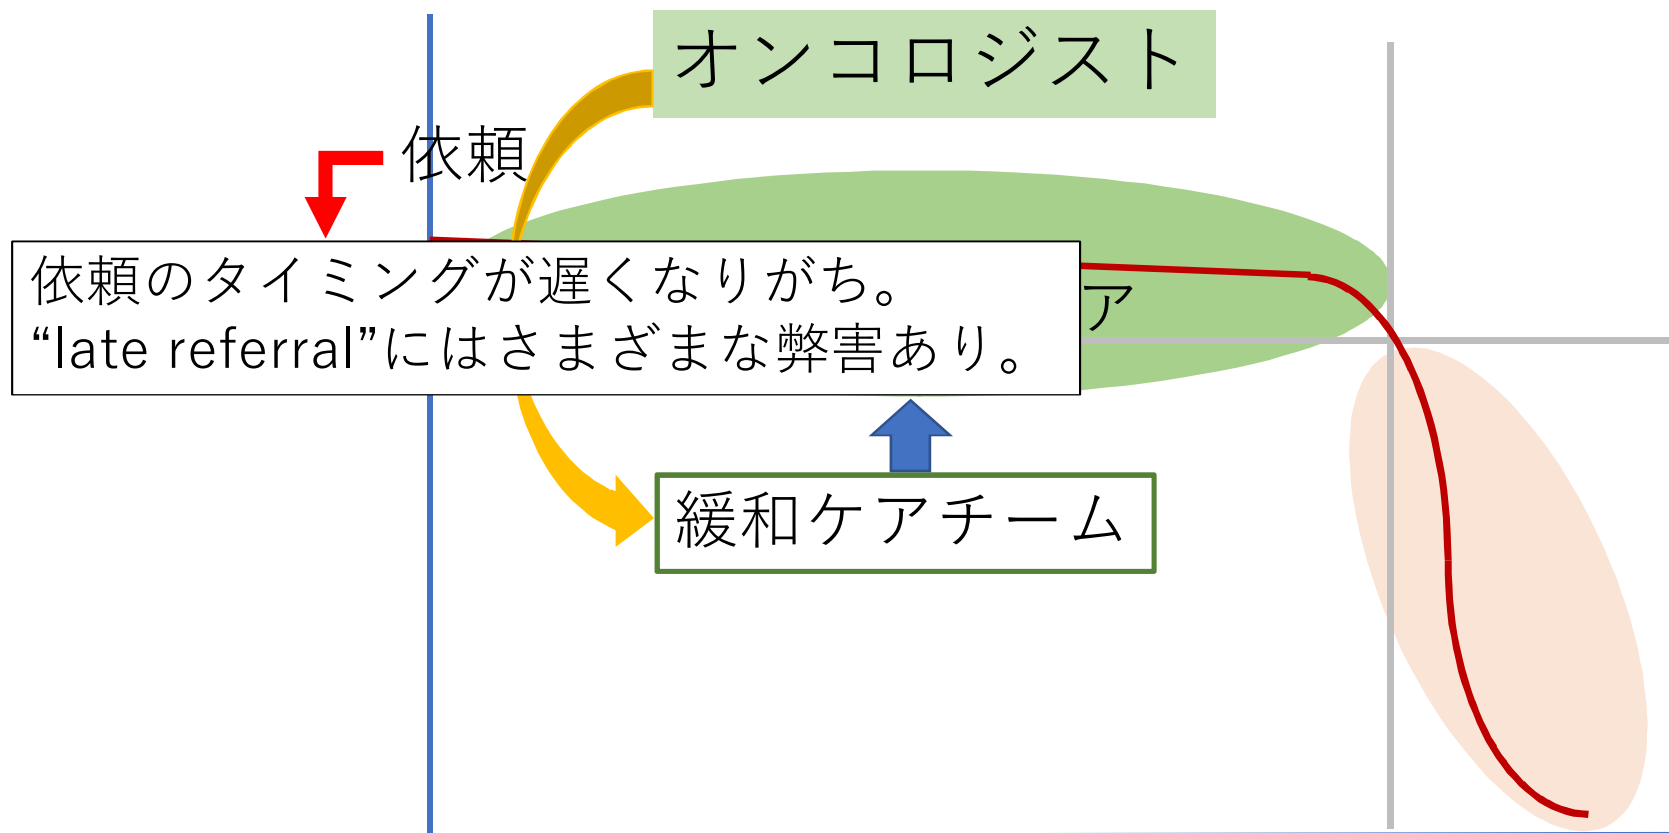 オンコロジスト
依頼
依頼のタイミングが遅くなりがち。
“late referral”にはさまざまな弊害あり。
ア
緩和ケアチーム